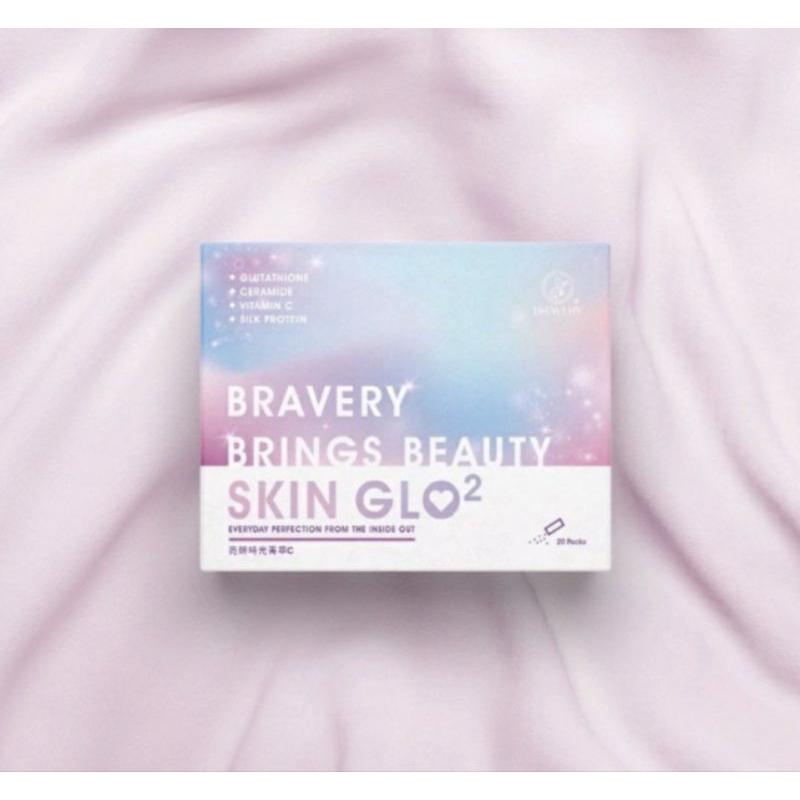 + GLUTATHIONE
+ CERAMIDE
+ VITAMIN C
+ SILK PROTEIN
BRAVERY
BRINGS BEAUTY
SKIN GLO²
EVERYDAY PERFECTION FROM THE INSIDE OUT
20 Packs